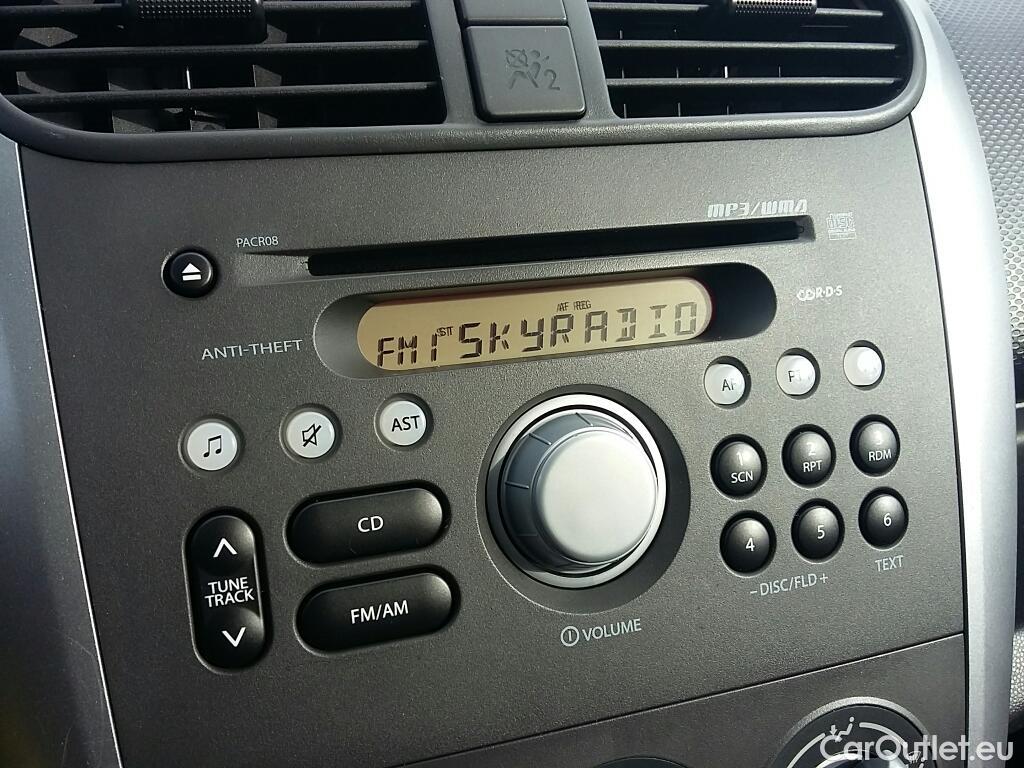 2
MP3/WMA
PACR08
R·D·S
AF REG
FM1 ST SKYRADIO
ANTI-THEFT
AF
AST
1 SCN
2 RPT
3 RDM
CD
4 5 6
TUNE
TRACK
– DISC/FLD +
TEXT
FM/AM
VOLUME
CarOutlet.eu